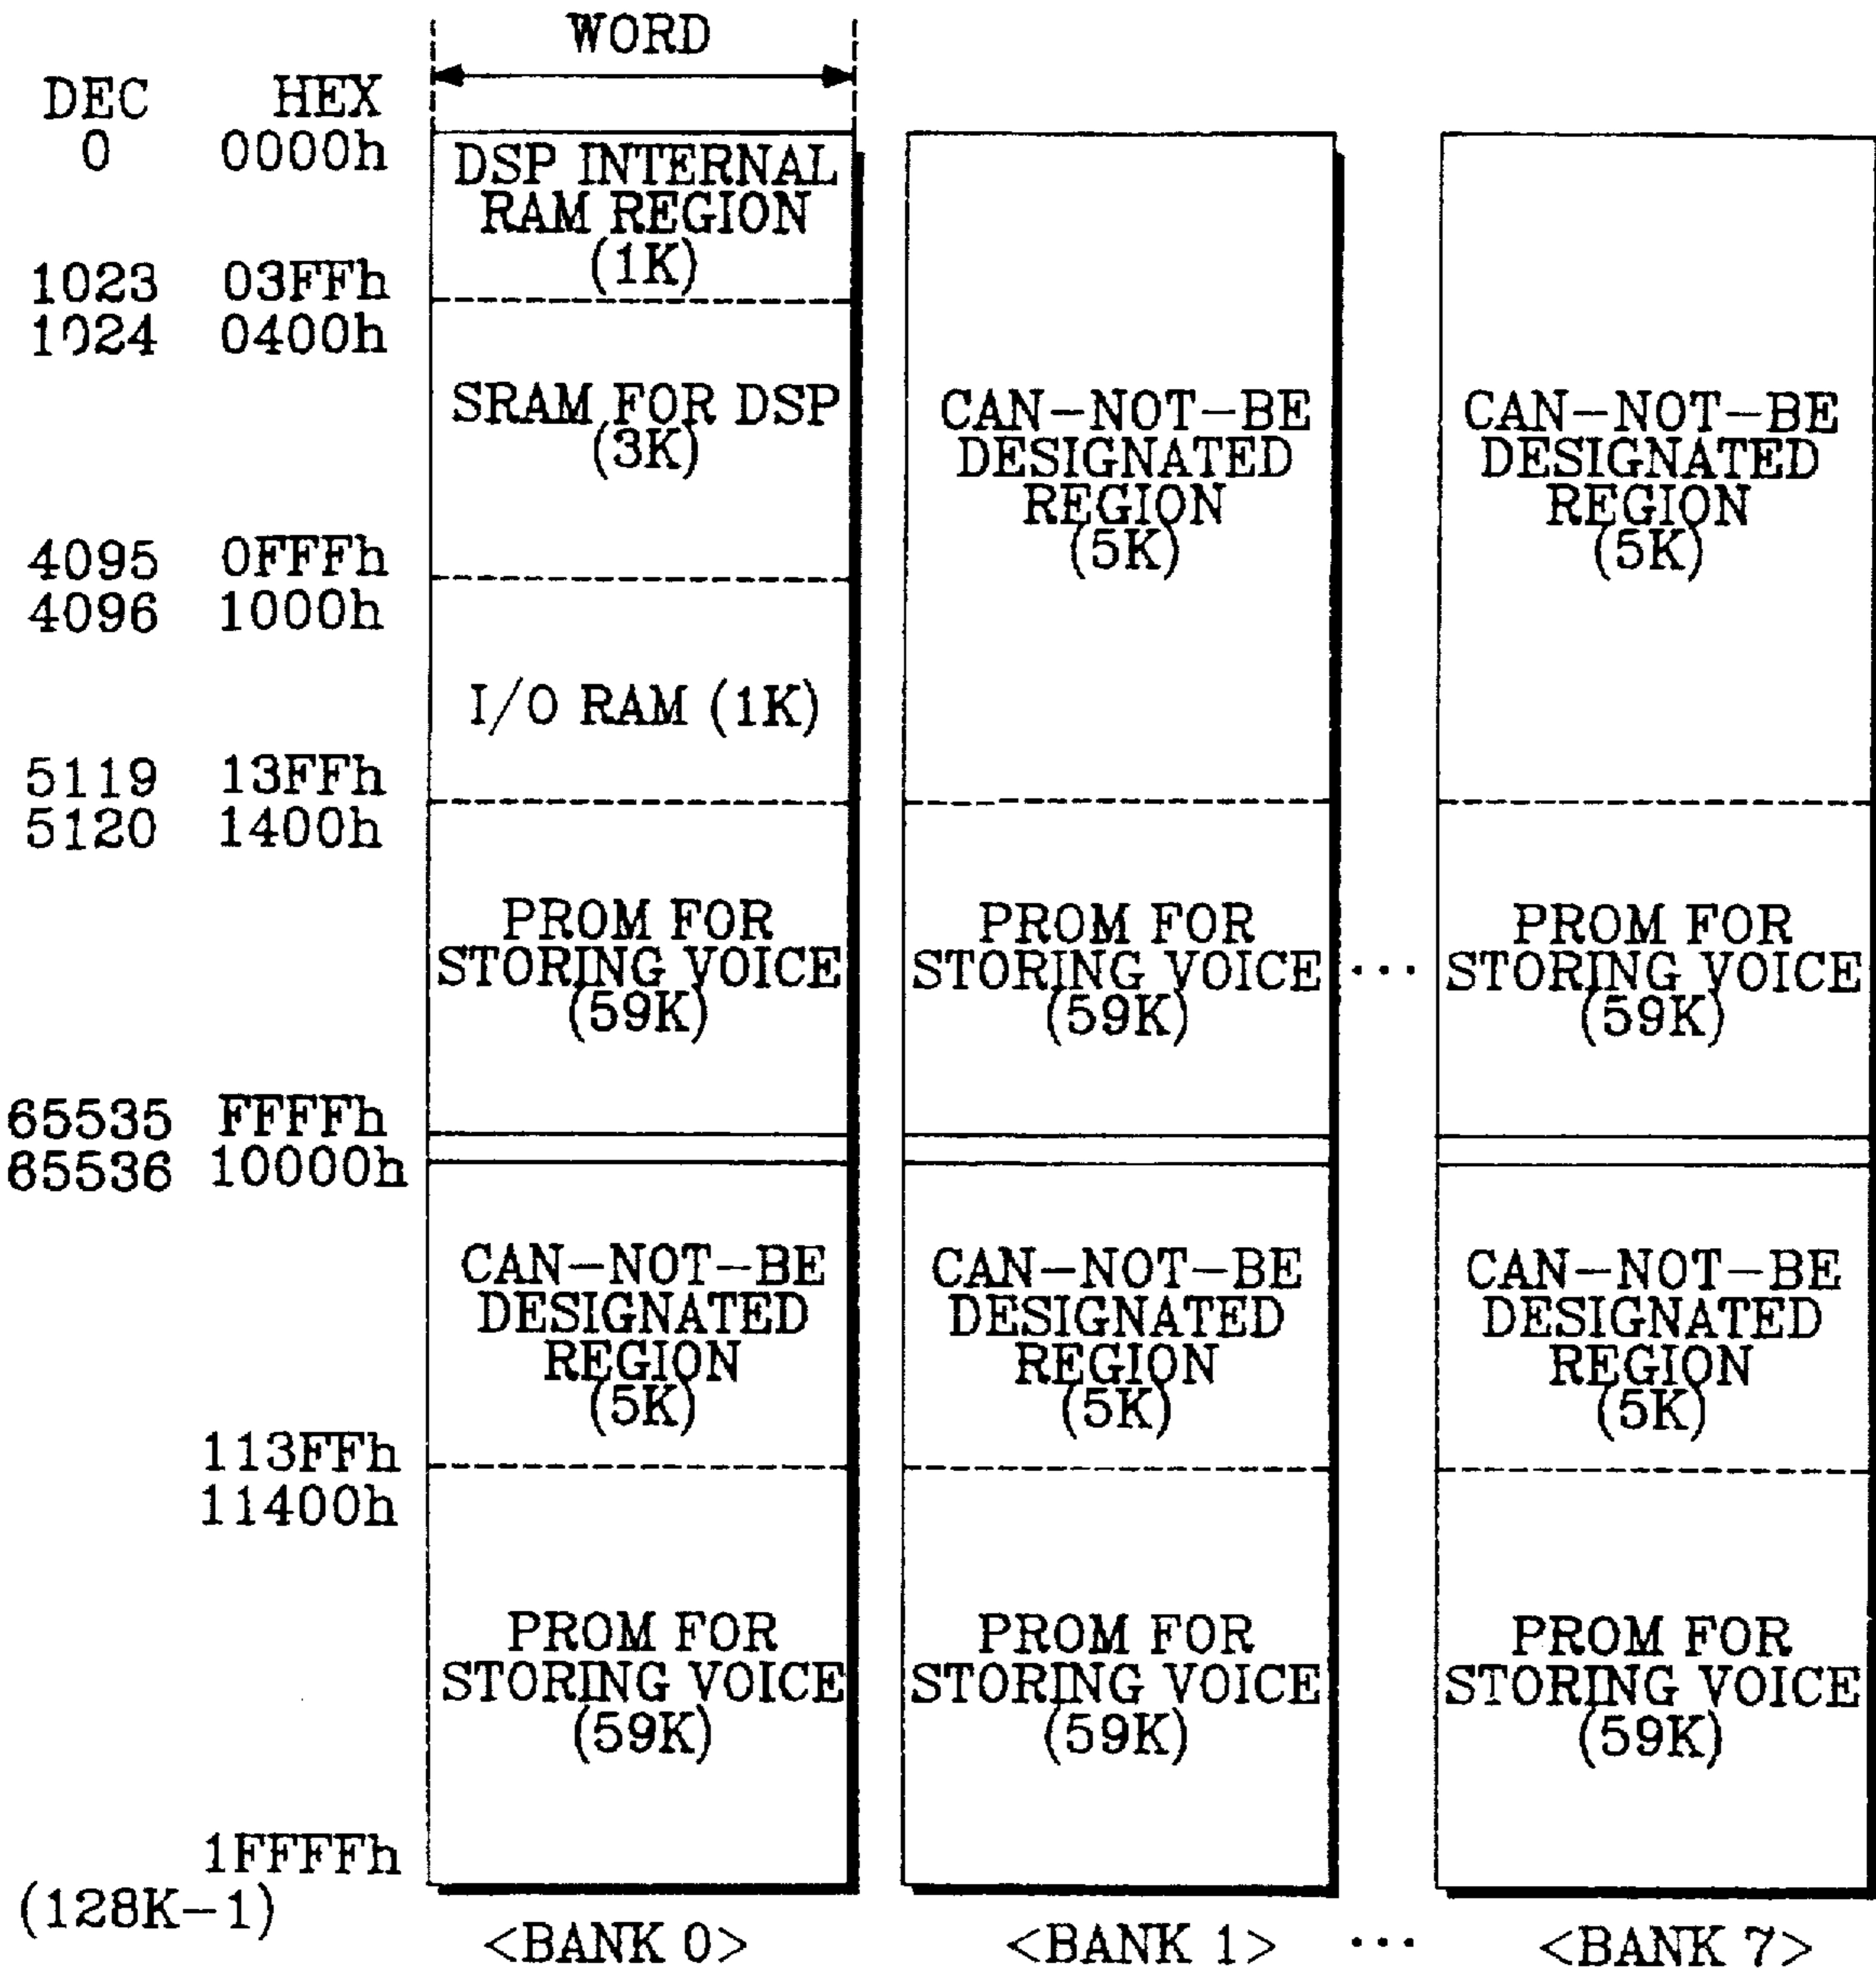 WORD
DEC HEX
0 0000h
1023 03FFh
1024 0400h
4095 0FFFh
4096 1000h
5119 13FFh
5120 1400h
65535 FFFFh
65536 10000h
113FFh
11400h
1FFFFh
(128K-1)
DSP INTERNAL
RAM REGION
(1K)
SRAM FOR DSP
(3K)
I/O RAM (1K)
PROM FOR
STORING VOICE
(59K)
CAN-NOT-BE
DESIGNATED
REGION
(5K)
PROM FOR
STORING VOICE
(59K)
<BANK 0>
CAN-NOT-BE
DESIGNATED
REGION
(5K)
PROM FOR
STORING VOICE
(59K)
CAN-NOT-BE
DESIGNATED
REGION
(5K)
PROM FOR
STORING VOICE
(59K)
<BANK 1>
...
...
CAN-NOT-BE
DESIGNATED
REGION
(5K)
PROM FOR
STORING VOICE
(59K)
CAN-NOT-BE
DESIGNATED
REGION
(5K)
PROM FOR
STORING VOICE
(59K)
<BANK 7>